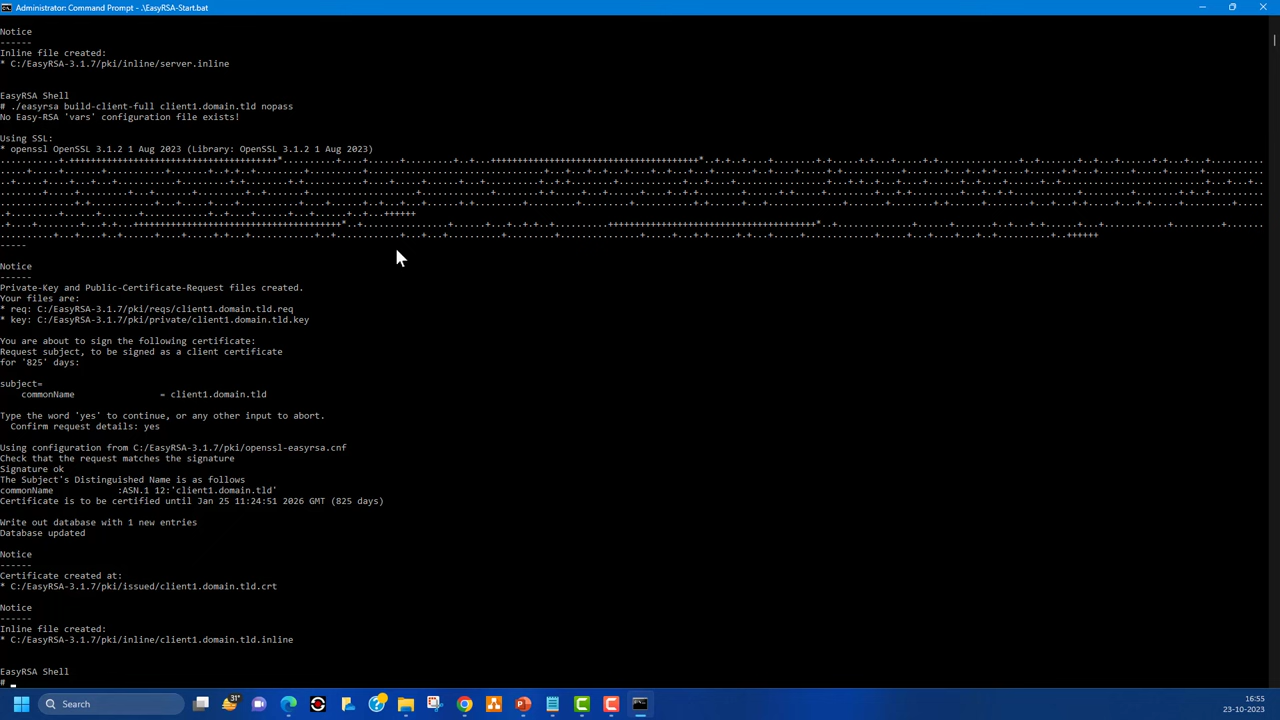 Administrator: Command Prompt - .\EasyRSA-Start.bat
Notice
------
Inline file created:
* C:/EasyRSA-3.1.7/pki/inline/server.inline
EasyRSA Shell
# ./easyrsa build-client-full client1.domain.tld nopass
No Easy-RSA 'vars' configuration file exists!
Using SSL:
* openssl OpenSSL 3.1.2 1 Aug 2023 (Library: OpenSSL 3.1.2 1 Aug 2023)
-----
Notice
------
Private-Key and Public-Certificate-Request files created.
Your files are:
* req: C:/EasyRSA-3.1.7/pki/reqs/client1.domain.tld.req
* key: C:/EasyRSA-3.1.7/pki/private/client1.domain.tld.key
You are about to sign the following certificate:
Request subject, to be signed as a client certificate
for '825' days:
subject=
commonName = client1.domain.tld
Type the word 'yes' to continue, or any other input to abort.
Confirm request details: yes
Using configuration from C:/EasyRSA-3.1.7/pki/openssl-easyrsa.cnf
Check that the request matches the signature
Signature ok
The Subject's Distinguished Name is as follows
commonName :ASN.1 12:'client1.domain.tld'
Certificate is to be certified until Jan 25 11:24:51 2026 GMT (825 days)
Write out database with 1 new entries
Database updated
Notice
------
Certificate created at:
* C:/EasyRSA-3.1.7/pki/issued/client1.domain.tld.crt
Notice
------
Inline file created:
* C:/EasyRSA-3.1.7/pki/inline/client1.domain.tld.inline
EasyRSA Shell
#
Search
31°
16:55
23-10-2023